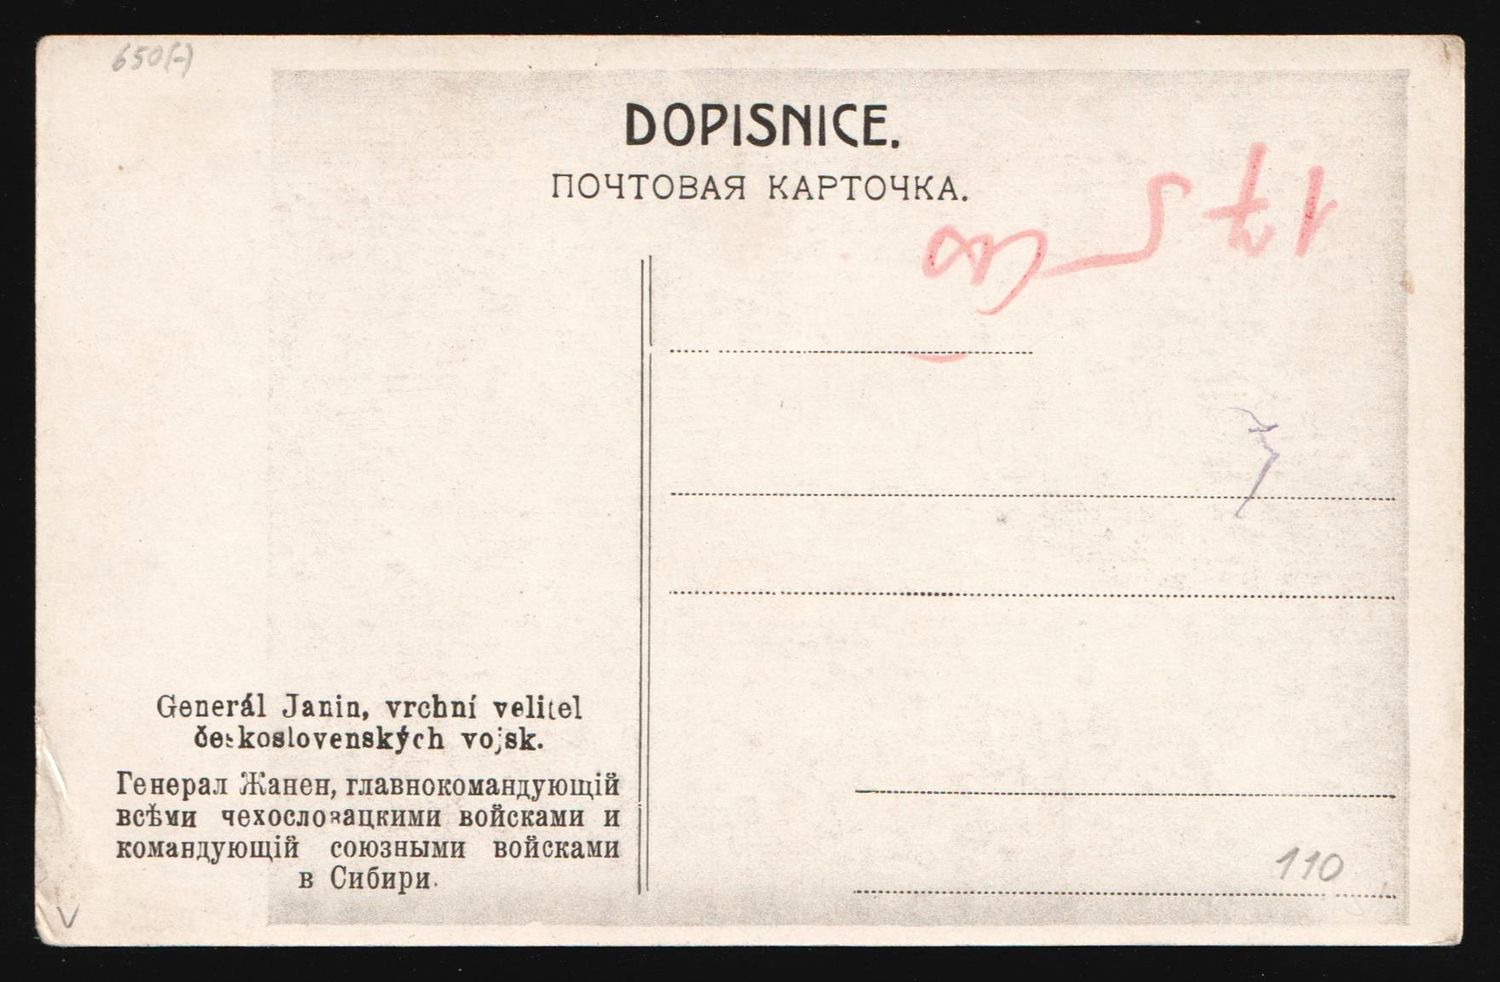 650(-)
DOPISNICE.
ПОЧТОВАЯ КАРТОЧКА.
175
Generál Janin, vrchní velitel
československých vojsk.
Генерал Жанен, главнокомандующій
всѣми чехословацкими войсками и
командующій союзными войсками
в Сибири.
110
V